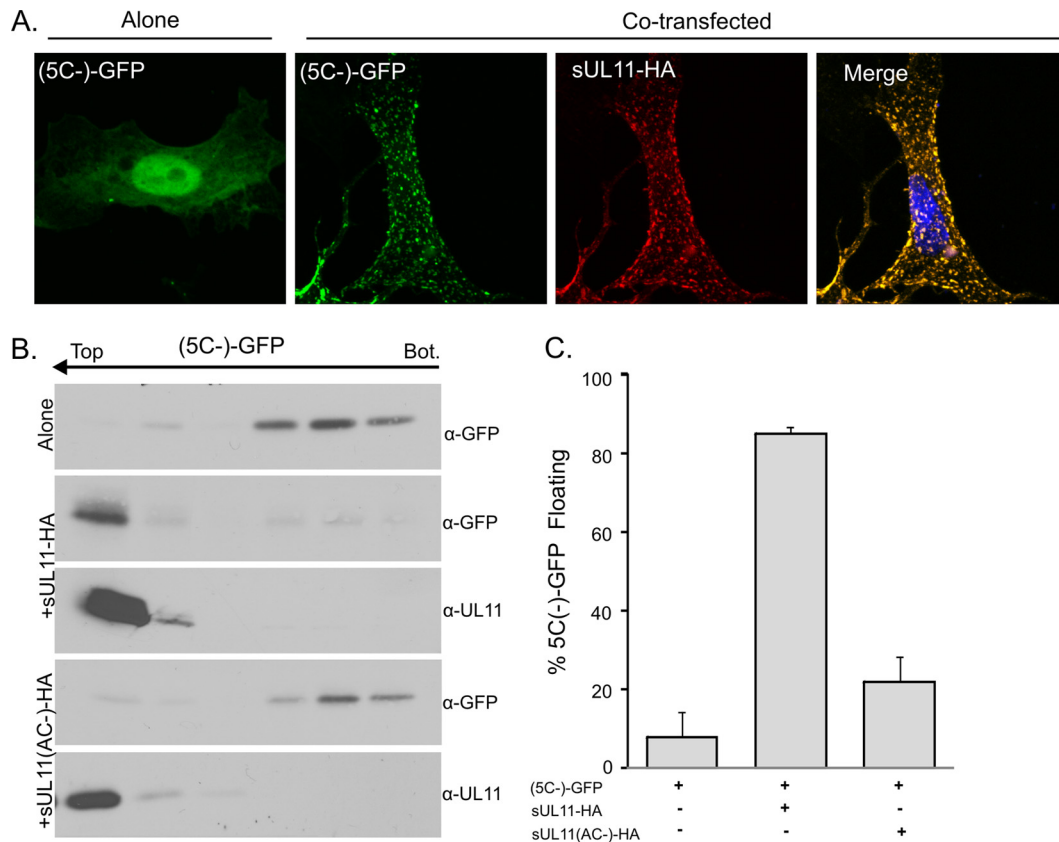 A.
Alone
Co-transfected
(5C-)-GFP
(5C-)-GFP
sUL11-HA
Merge
B.
(5C-)-GFP
Top
Bot.
Alone
α-GFP
+sUL11-HA
α-GFP
α-UL11
+sUL11(AC-)-HA
α-GFP
α-UL11
C.
% 5C(-)-GFP Floating
100
80
60
40
20
0
(5C-)-GFP + + +
sUL11-HA - + -
sUL11(AC-)-HA - - +